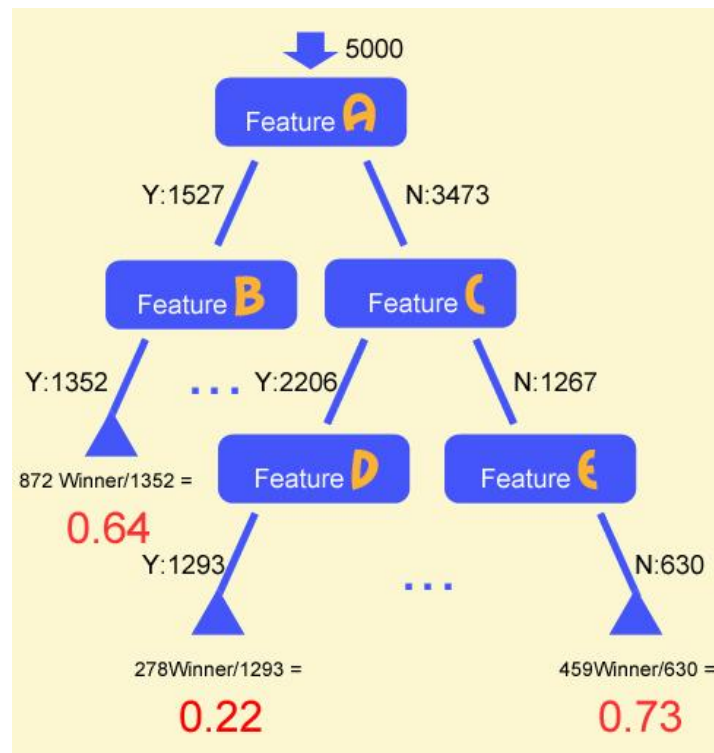 5000
Feature A
Y:1527
N:3473
Feature B
Feature C
Y:1352
...
Y:2206
N:1267
Feature D
Feature E
872 Winner/1352 =
0.64
Y:1293
...
N:630
278Winner/1293 =
0.22
459Winner/630 =
0.73